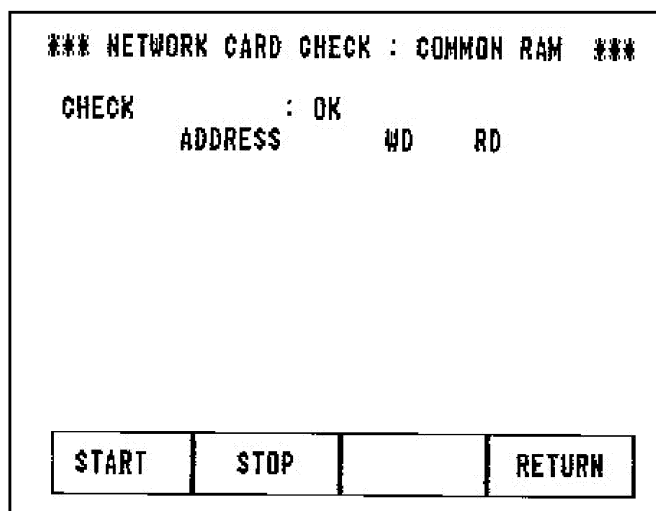 *** NETWORK CARD CHECK : COMMON RAM ***
CHECK : OK
ADDRESS WD RD
START STOP RETURN